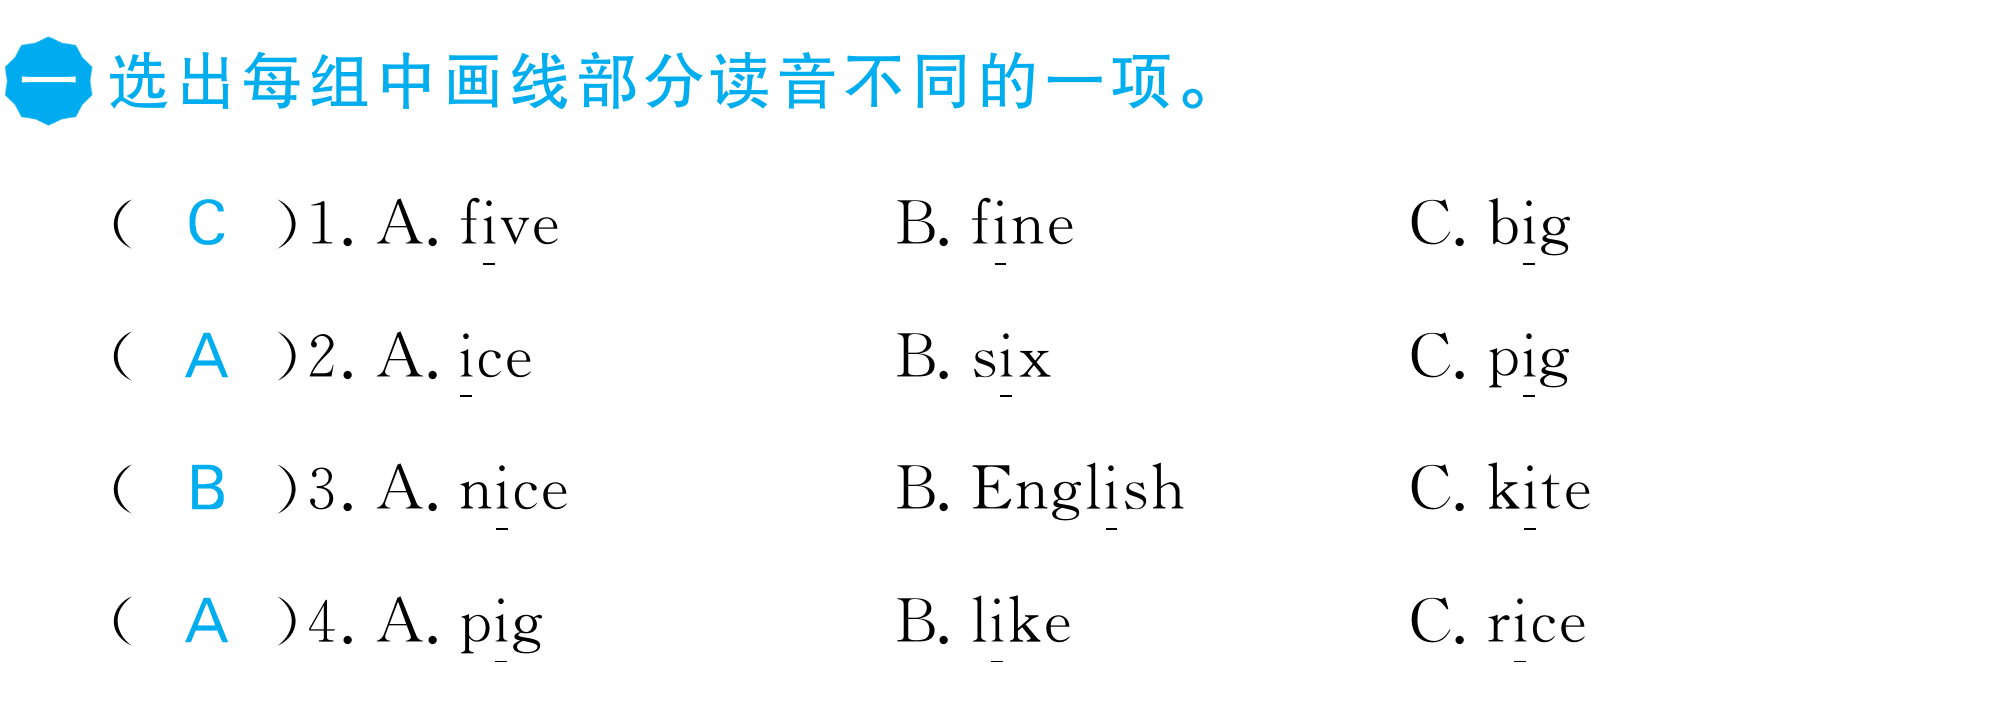 一 选出每组中画线部分读音不同的一项。
( C )1. A. five B. fine C. big
( A )2. A. ice B. six C. pig
( B )3. A. nice B. English C. kite
( A )4. A. pig B. like C. rice